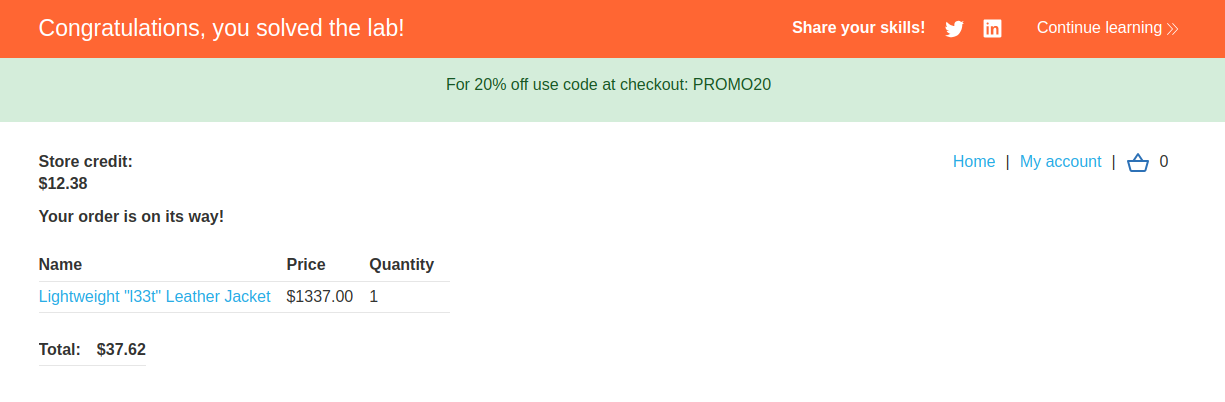 Congratulations, you solved the lab!
Share your skills!
Continue learning
For 20% off use code at checkout: PROMO20
Store credit:
$12.38
Home | My account | 0
Your order is on its way!
Name Price Quantity
Lightweight "l33t" Leather Jacket $1337.00 1
Total: $37.62